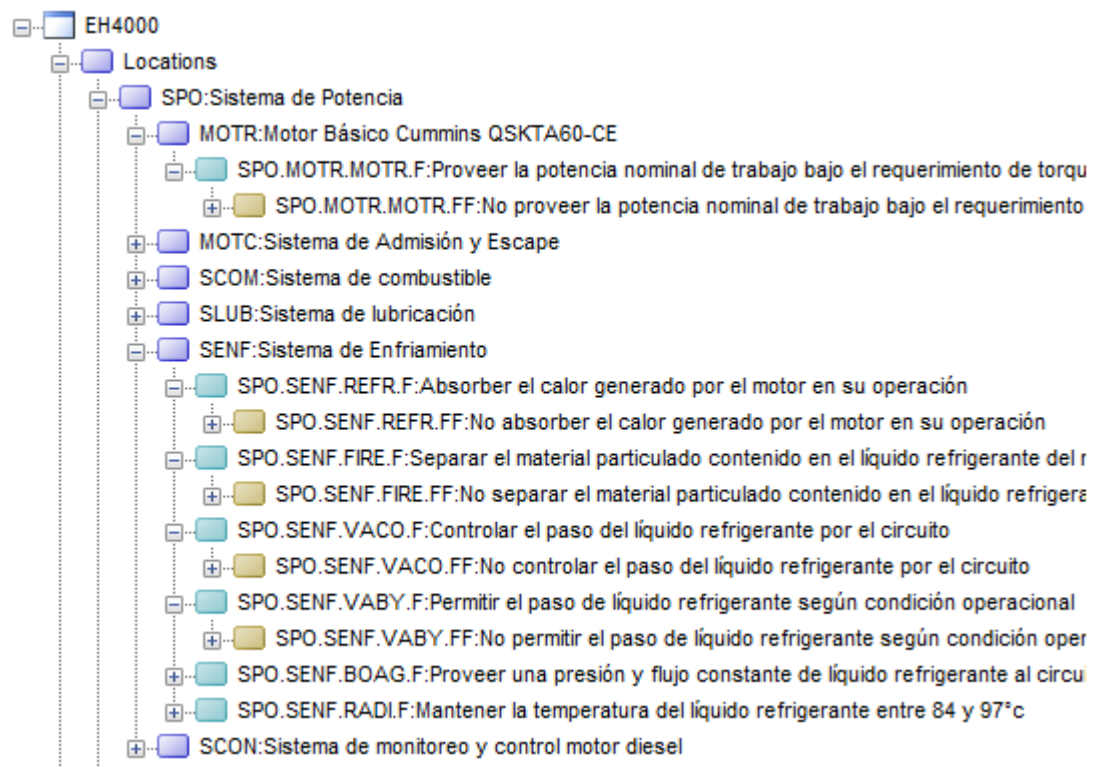 EH4000
Locations
SPO:Sistema de Potencia
MOTR:Motor Básico Cummins QSKTA60-CE
SPO.MOTR.MOTR.F:Proveer la potencia nominal de trabajo bajo el requerimiento de torqu
SPO.MOTR.MOTR.FF:No proveer la potencia nominal de trabajo bajo el requerimiento
MOTC:Sistema de Admisión y Escape
SCOM:Sistema de combustible
SLUB:Sistema de lubricación
SENF:Sistema de Enfriamiento
SPO.SENF.REFR.F:Absorber el calor generado por el motor en su operación
SPO.SENF.REFR.FF:No absorber el calor generado por el motor en su operación
SPO.SENF.FIRE.F:Separar el material particulado contenido en el líquido refrigerante del
SPO.SENF.FIRE.FF:No separar el material particulado contenido en el líquido refrigera
SPO.SENF.VACO.F:Controlar el paso del líquido refrigerante por el circuito
SPO.SENF.VACO.FF:No controlar el paso del líquido refrigerante por el circuito
SPO.SENF.VABY.F:Permitir el paso de líquido refrigerante según condición operacional
SPO.SENF.VABY.FF:No permitir el paso de líquido refrigerante según condición oper
SPO.SENF.BOAG.F:Proveer una presión y flujo constante de líquido refrigerante al circui
SPO.SENF.RADI.F:Mantener la temperatura del líquido refrigerante entre 84 y 97°c
SCON:Sistema de monitoreo y control motor diesel